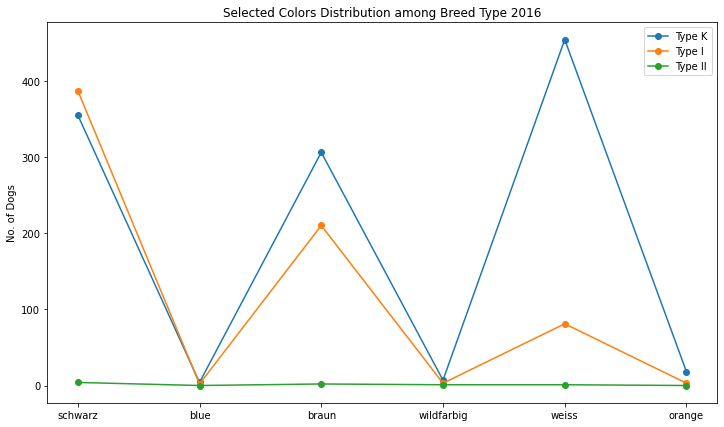 Selected Colors Distribution among Breed Type 2016
Type K
Type I
Type II
No. of Dogs
400
300
200
100
0
schwarz blue braun wildfarbig weiss orange